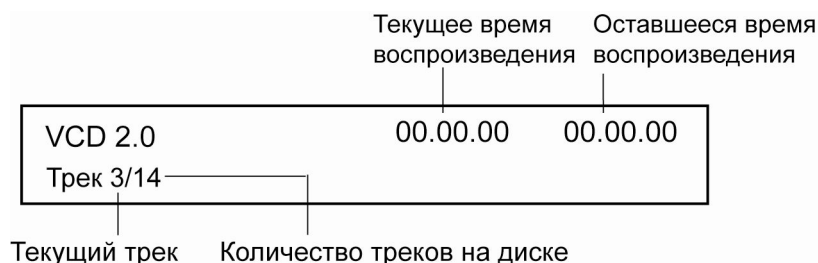 Текущее время Оставшееся время
воспроизведения воспроизведения
VCD 2.0 00.00.00 00.00.00
Трек 3/14
Текущий трек Количество треков на диске